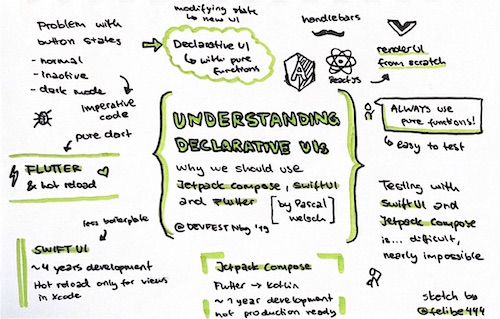 Problem with
button states
- normal
- Inactive
- dark mode
imperative
code
pure dart
FLUTTER
& hot reload
less boilerplate
SWIFT UI
~ 4 years development
Hot reload only for views
in Xcode
modifying state
↳ new UI
Declarative UI
↳ with pure
functions
handlebars
reactjs
render UI
from scratch
UNDERSTANDING
DECLARATIVE UIs
why we should use
Jetpack Compose, SwiftUI
and Flutter
[by Pascal
Welsch]
@DEVFEST Nbg '19
ALWAYS use
pure functions!
↳ easy to test
Testing with
SwiftUI and
Jetpack Compose
is... difficult,
nearly impossible
Jetpack Compose
Flutter → Kotlin
~ 1 year development
not production ready
sketch by
@felibe444